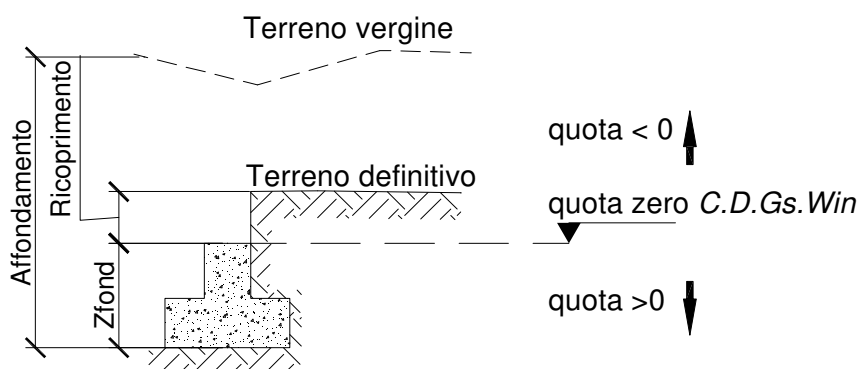 Terreno vergine
Affondamento
Ricoprimento
quota < 0
Terreno definitivo
quota zero C.D.Gs.Win
Zfond
quota >0